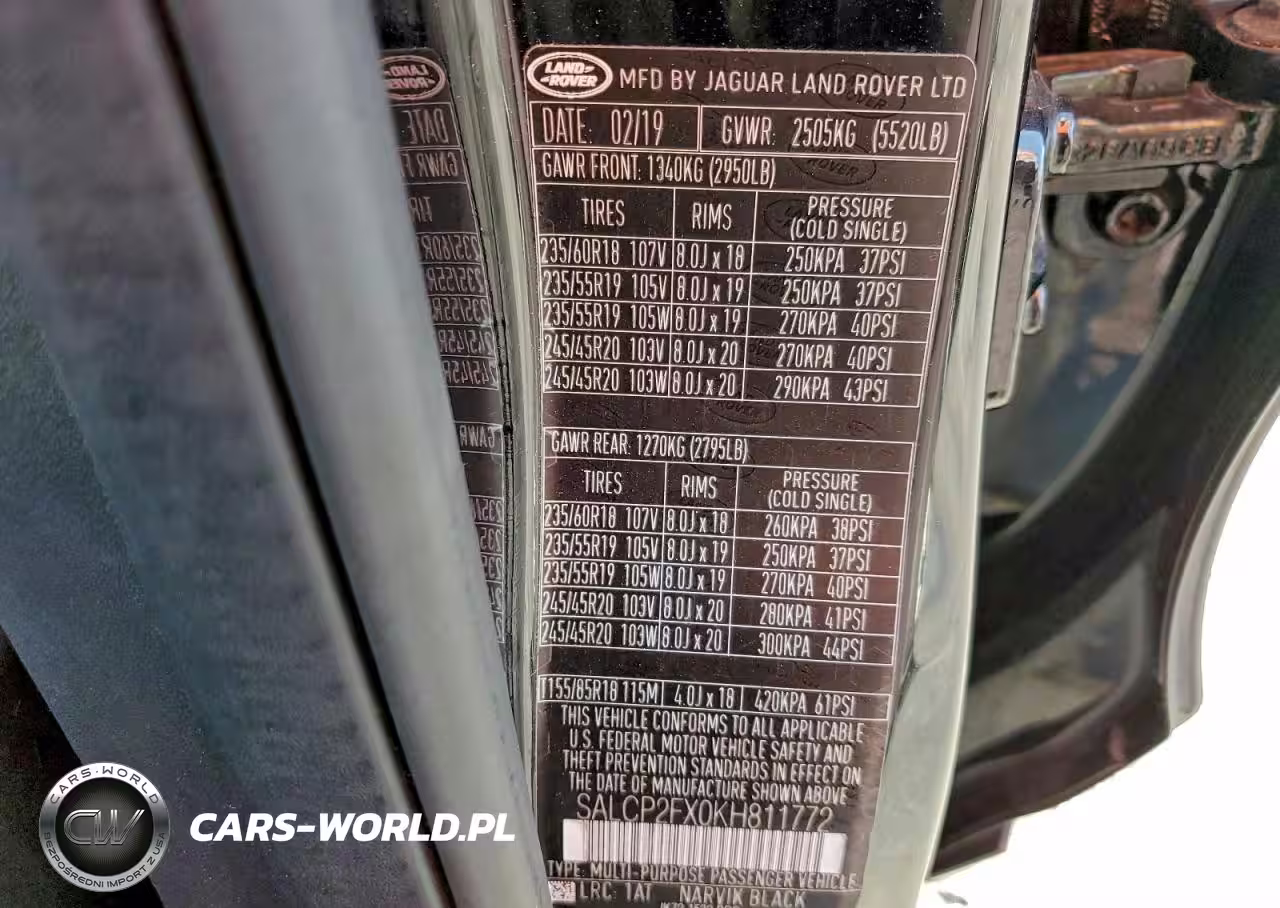 LAND ROVER MFD BY JAGUAR LAND ROVER LTD
DATE: 02/19 GVWR: 2505KG (5520LB)
GAWR FRONT: 1340KG (2950LB)
TIRES RIMS PRESSURE (COLD SINGLE)
235/60R18 107V 8.0J x 18 250KPA 37PSI
235/55R19 105V 8.0J x 19 250KPA 37PSI
235/55R19 105W 8.0J x 19 270KPA 40PSI
245/45R20 103V 8.0J x 20 270KPA 40PSI
245/45R20 103W 8.0J x 20 290KPA 43PSI
GAWR REAR: 1270KG (2795LB)
TIRES RIMS PRESSURE (COLD SINGLE)
235/60R18 107V 8.0J x 18 260KPA 38PSI
235/55R19 105V 8.0J x 19 250KPA 37PSI
235/55R19 105W 8.0J x 19 270KPA 40PSI
245/45R20 103V 8.0J x 20 280KPA 41PSI
245/45R20 103W 8.0J x 20 300KPA 44PSI
T155/85R18 115M 4.0J x 18 420KPA 61PSI
THIS VEHICLE CONFORMS TO ALL APPLICABLE
U.S. FEDERAL MOTOR VEHICLE SAFETY AND
THEFT PREVENTION STANDARDS IN EFFECT ON
THE DATE OF MANUFACTURE SHOWN ABOVE
SALCP2FX0KH811772
TYPE: MULTI-PURPOSE PASSENGER VEHICLE
LRC: 1AT NARVIK BLACK
CARS-WORLD
CW
BEZPOŚREDNI IMPORT Z USA
CARS-WORLD.PL